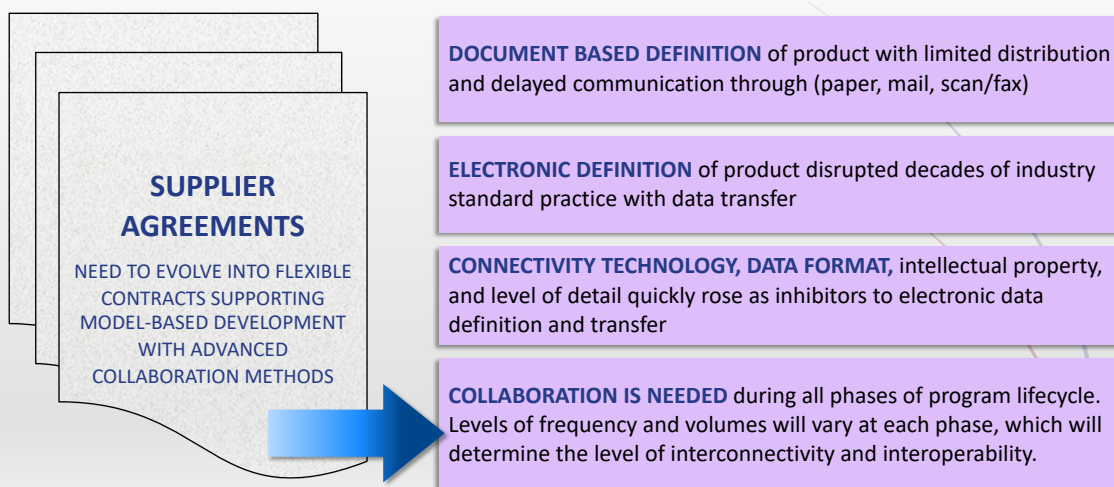 SUPPLIER
AGREEMENTS
NEED TO EVOLVE INTO FLEXIBLE
CONTRACTS SUPPORTING
MODEL-BASED DEVELOPMENT
WITH ADVANCED
COLLABORATION METHODS
DOCUMENT BASED DEFINITION of product with limited distribution
and delayed communication through (paper, mail, scan/fax)
ELECTRONIC DEFINITION of product disrupted decades of industry
standard practice with data transfer
CONNECTIVITY TECHNOLOGY, DATA FORMAT, intellectual property,
and level of detail quickly rose as inhibitors to electronic data
definition and transfer
COLLABORATION IS NEEDED during all phases of program lifecycle.
Levels of frequency and volumes will vary at each phase, which will
determine the level of interconnectivity and interoperability.